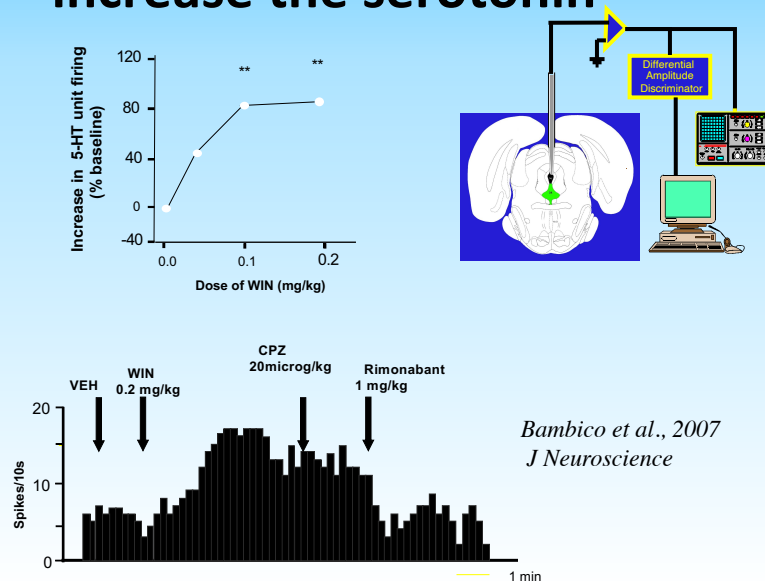 increase the serotonin
Increase in 5-HT unit firing
(% baseline)
120
80
40
0
-40
**
**
0.0
0.1
0.2
Dose of WIN (mg/kg)
Differential
Amplitude
Discriminator
VEH
WIN
0.2 mg/kg
CPZ
20microg/kg
Rimonabant
1 mg/kg
Spikes/10s
20
10
0
1 min
Bambico et al., 2007
J Neuroscience